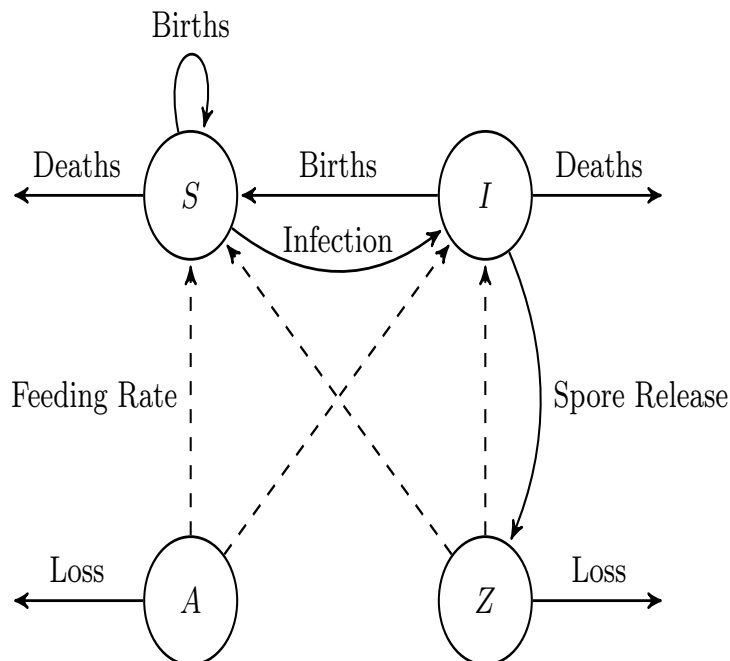 Births
Deaths
S
Births
I
Deaths
Infection
Feeding Rate
Spore Release
Loss
A
Z
Loss